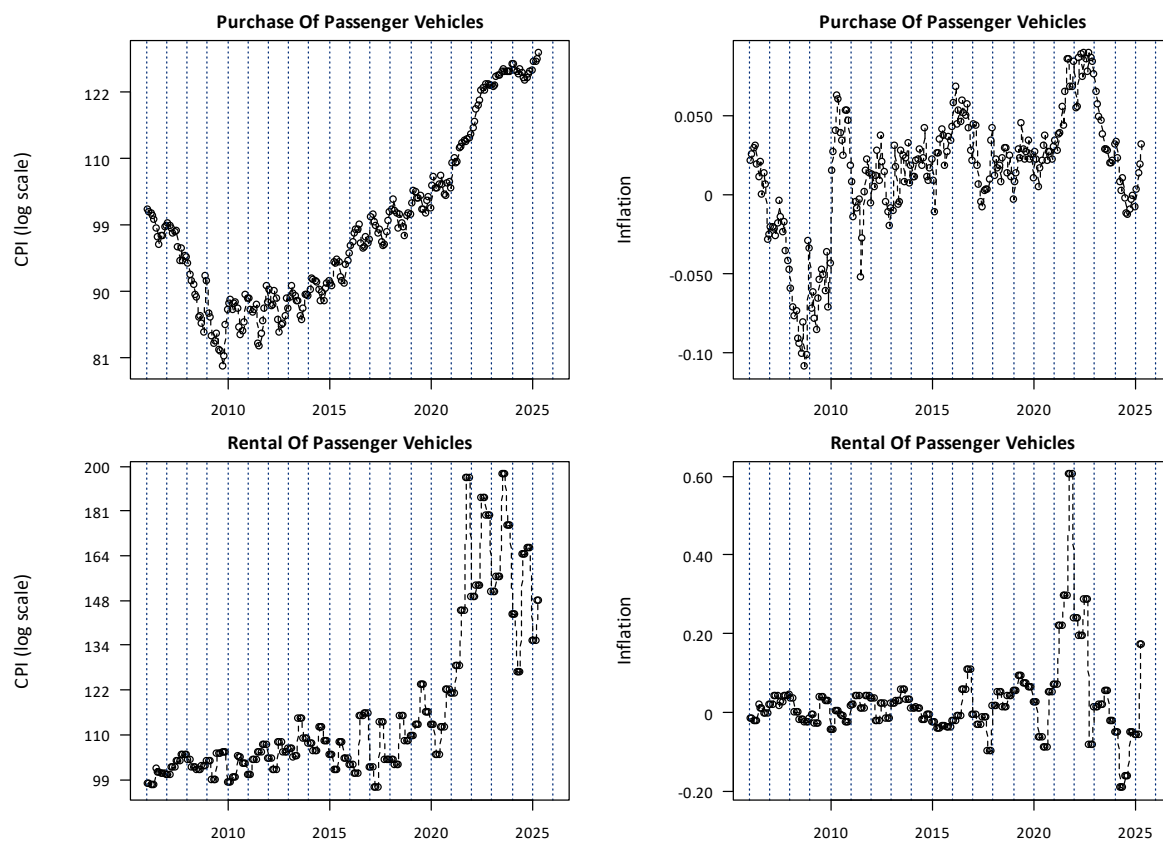 Purchase Of Passenger Vehicles
CPI (log scale)
122
110
99
90
81
2010 2015 2020 2025
Purchase Of Passenger Vehicles
Inflation
0.050
0
-0.050
-0.10
2010 2015 2020 2025
Rental Of Passenger Vehicles
CPI (log scale)
200
181
164
148
134
122
110
99
2010 2015 2020 2025
Rental Of Passenger Vehicles
Inflation
0.60
0.40
0.20
0
-0.20
2010 2015 2020 2025